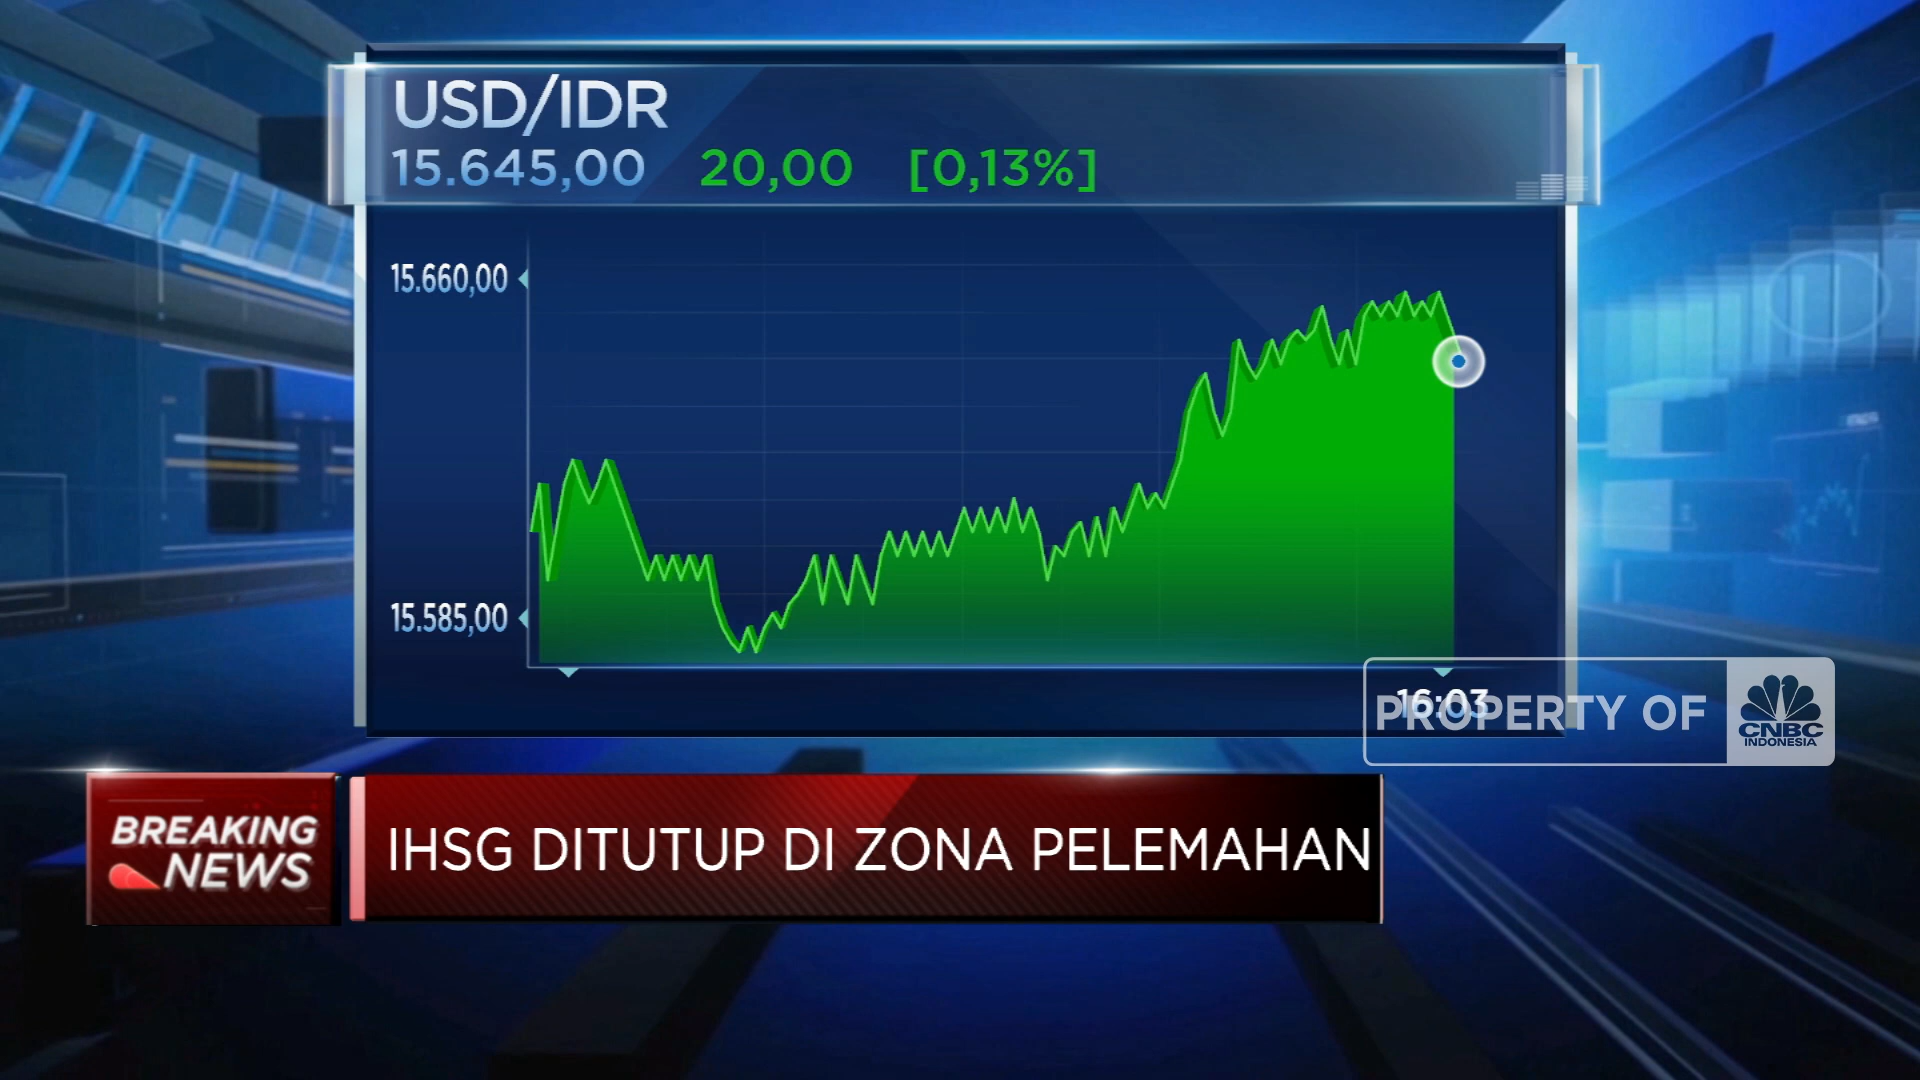 USD/IDR
15.645,00 20,00 [0,13%]
15.660,00
15.585,00
16:03
PROPERTY OF
CNBC
INDONESIA
BREAKING
NEWS
IHSG DITUTUP DI ZONA PELEMAHAN